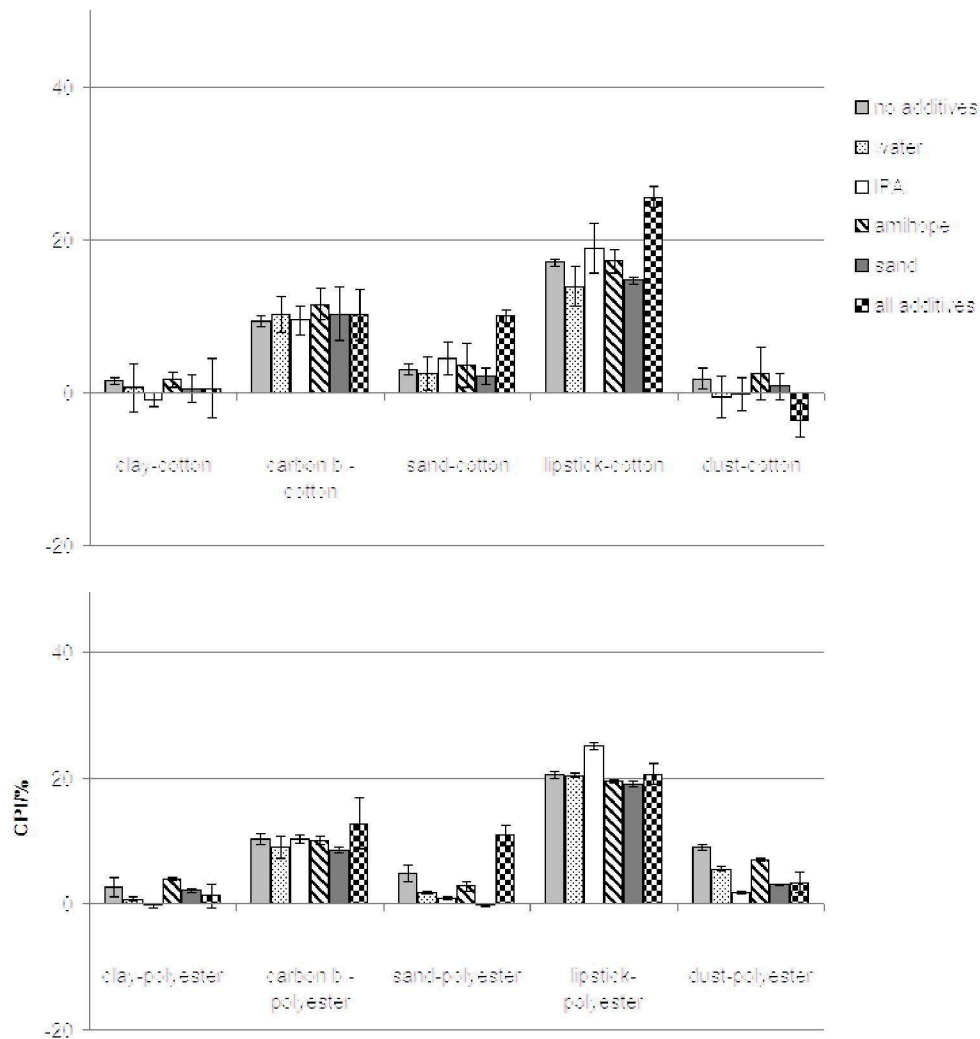 40
20
0
-20
clay-cotton
carbon b.-
cotton
sand-cotton
lipstick-cotton
dust-cotton
no additives
water
IPA
amihope
sand
all additives
CPI/%
40
20
0
-20
clay-polyester
carbon b.-
polyester
sand-polyester
lipstick-
polyester
dust-polyester